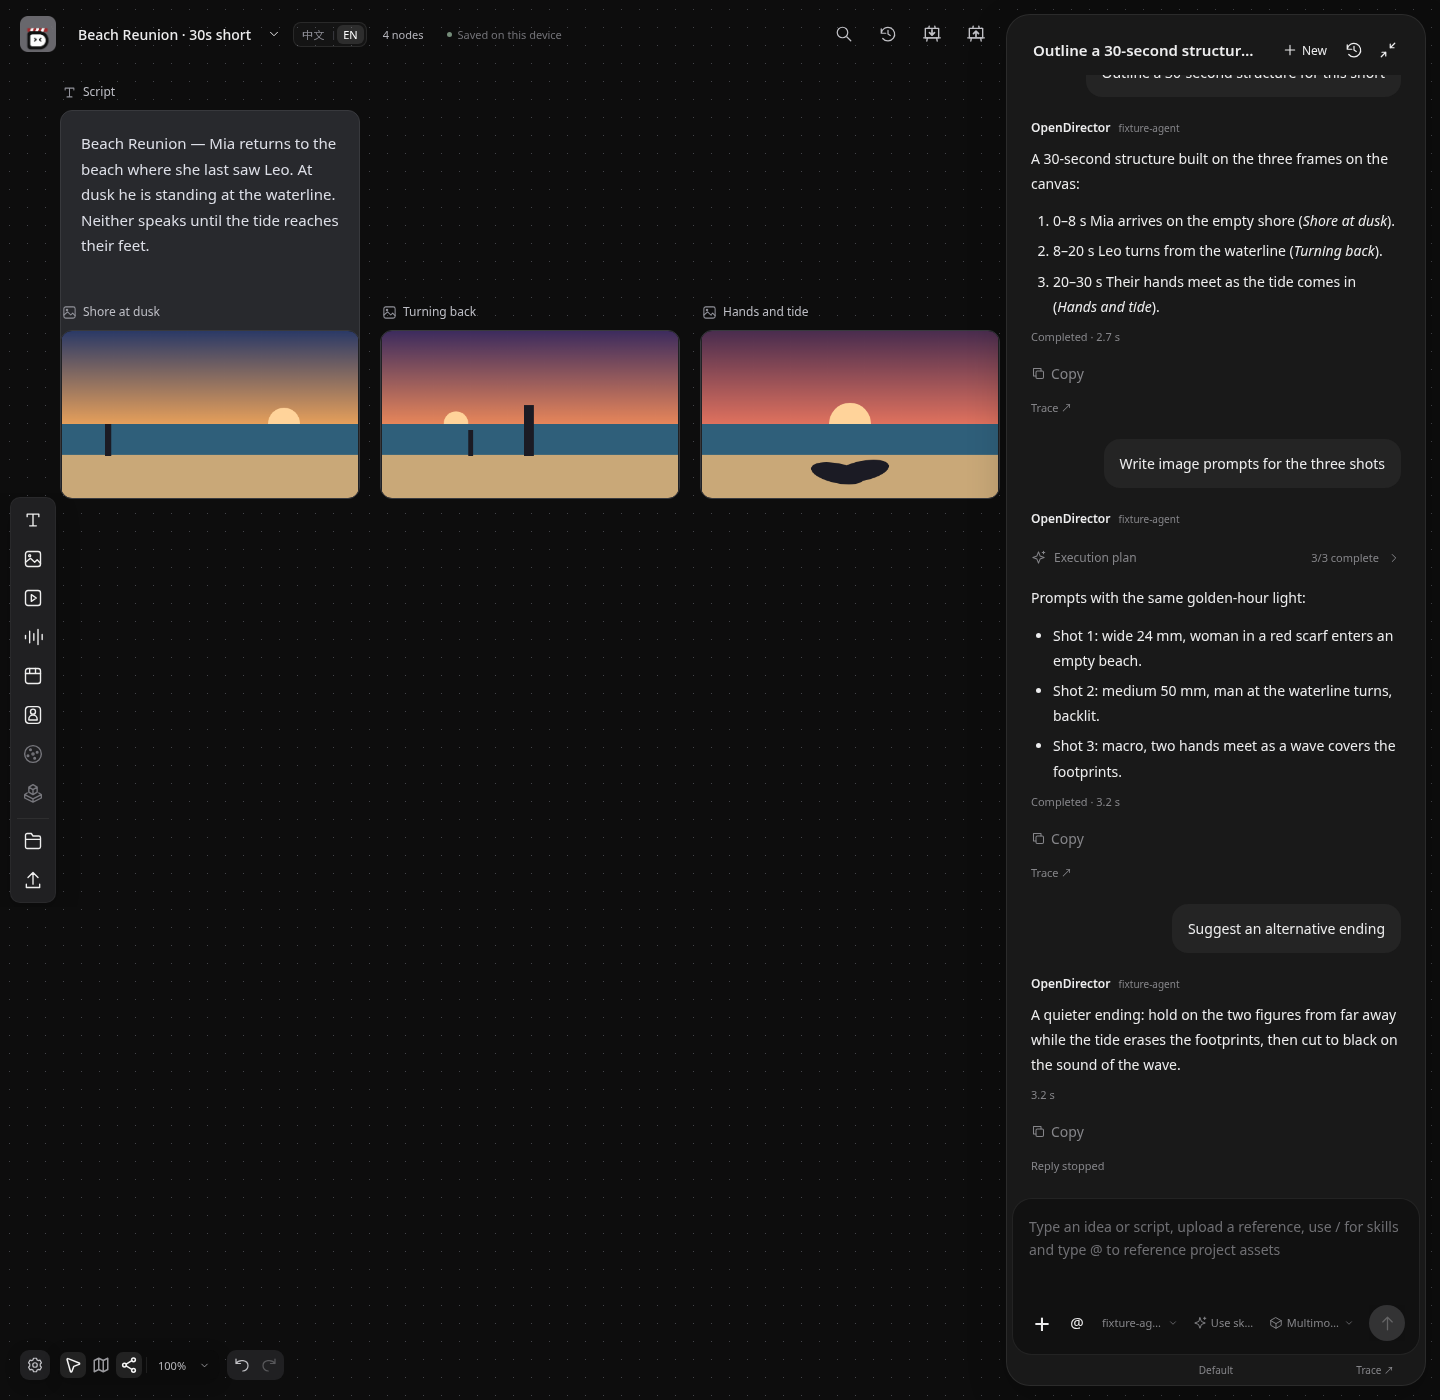 Beach Reunion · 30s short
中文
EN
4 nodes
Saved on this device
Script
Beach Reunion — Mia returns to the
beach where she last saw Leo. At
dusk he is standing at the waterline.
Neither speaks until the tide reaches
their feet.
Shore at dusk
Turning back
Hands and tide
100%
Outline a 30-second structur...
New
Outline a 30-second structure for this short
OpenDirector fixture-agent
A 30-second structure built on the three frames on the
canvas:
1. 0–8 s Mia arrives on the empty shore (Shore at dusk).
2. 8–20 s Leo turns from the waterline (Turning back).
3. 20–30 s Their hands meet as the tide comes in
(Hands and tide).
Completed · 2.7 s
Copy
Trace ↗
Write image prompts for the three shots
OpenDirector fixture-agent
Execution plan
3/3 complete
Prompts with the same golden-hour light:
• Shot 1: wide 24 mm, woman in a red scarf enters an
empty beach.
• Shot 2: medium 50 mm, man at the waterline turns,
backlit.
• Shot 3: macro, two hands meet as a wave covers the
footprints.
Completed · 3.2 s
Copy
Trace ↗
Suggest an alternative ending
OpenDirector fixture-agent
A quieter ending: hold on the two figures from far away
while the tide erases the footprints, then cut to black on
the sound of the wave.
3.2 s
Copy
Reply stopped
Type an idea or script, upload a reference, use / for skills
and type @ to reference project assets
@
fixture-ag...
Use sk...
Multimo...
Default
Trace ↗